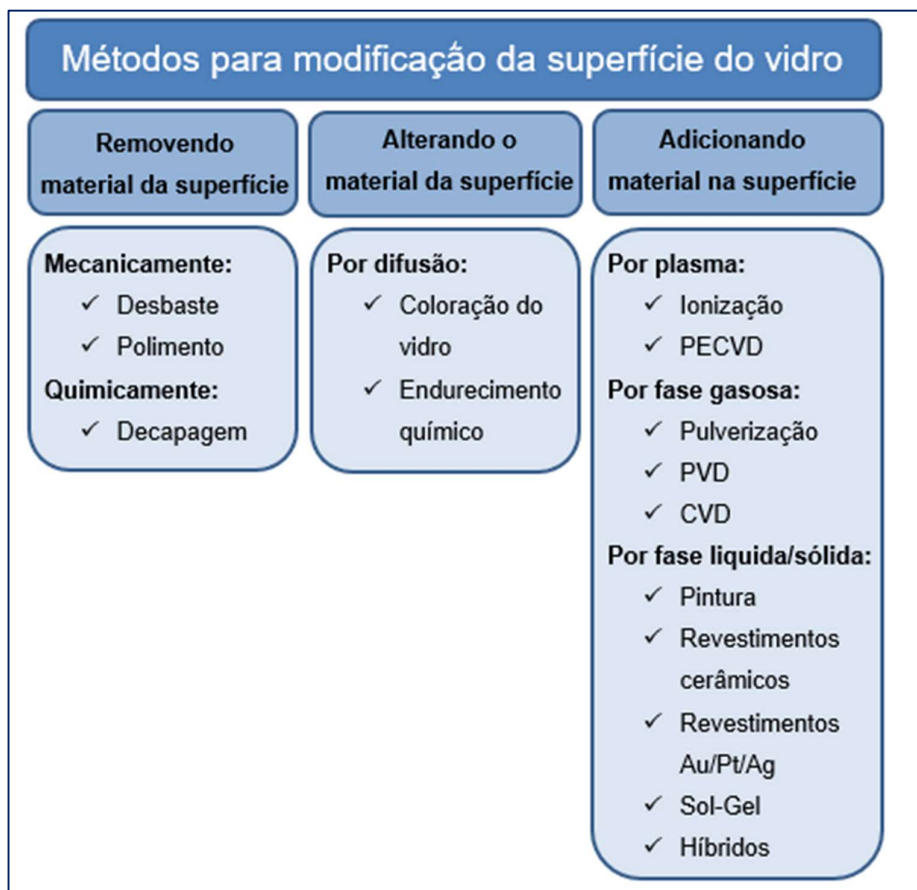 Métodos para modificação da superfície do vidro
Removendo
material da superfície
Mecanicamente:
✓ Desbaste
✓ Polimento
Quimicamente:
✓ Decapagem
Alterando o
material da superfície
Por difusão:
✓ Coloração do
vidro
✓ Endurecimento
químico
Adicionando
material na superfície
Por plasma:
✓ Ionização
✓ PECVD
Por fase gasosa:
✓ Pulverização
✓ PVD
✓ CVD
Por fase liquida/sólida:
✓ Pintura
✓ Revestimentos
cerâmicos
✓ Revestimentos
Au/Pt/Ag
✓ Sol-Gel
✓ Híbridos